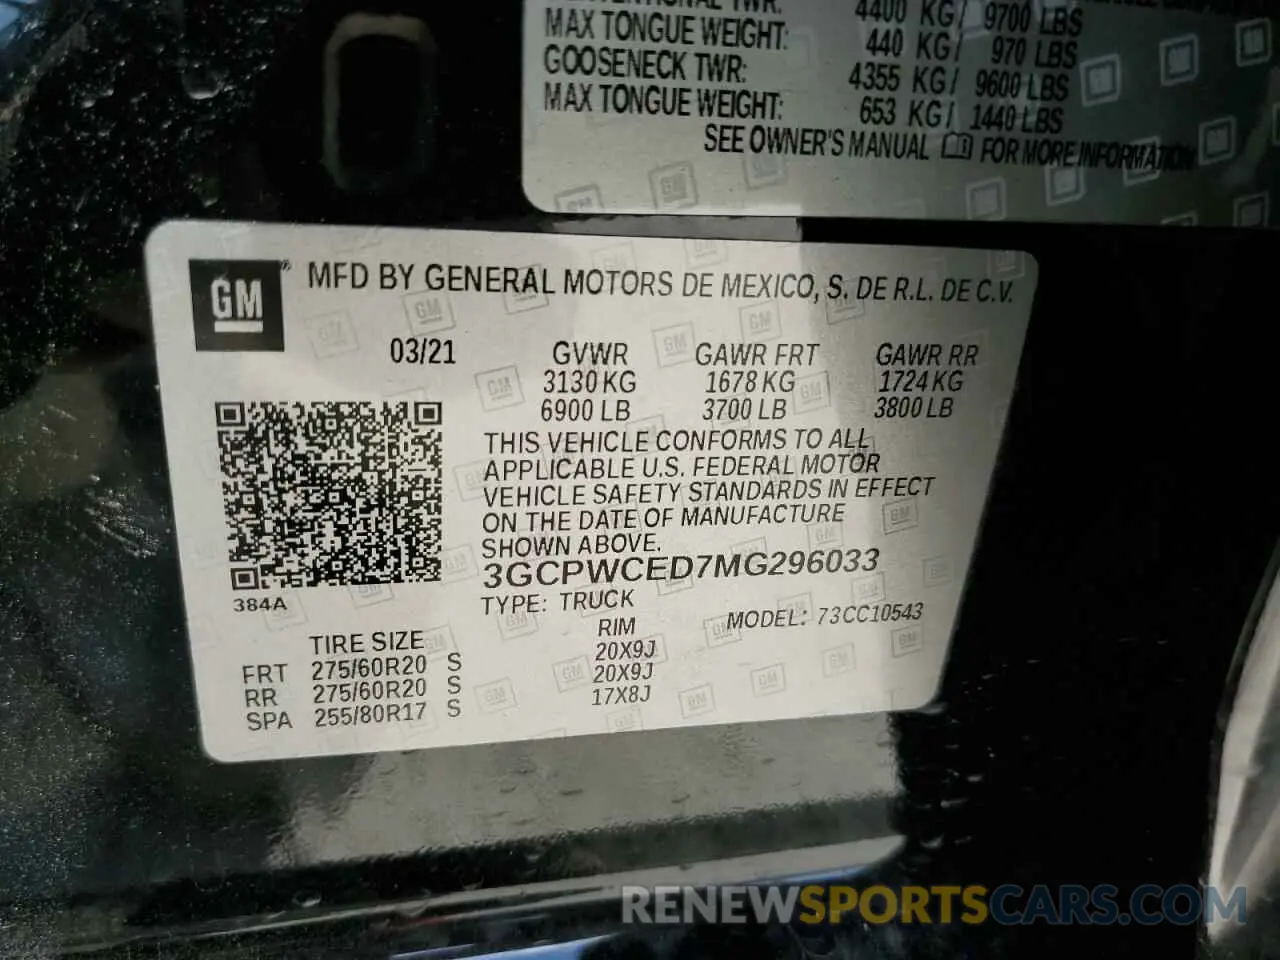 4400 KG/ 9700 LBS
MAX TONGUE WEIGHT: 440 KG/ 970 LBS
GOOSENECK TWR: 4355 KG/ 9600 LBS
MAX TONGUE WEIGHT: 653 KG/ 1440 LBS
SEE OWNER'S MANUAL FOR MORE INFORMATION
GM® MFD BY GENERAL MOTORS DE MEXICO, S. DE R.L. DE C.V.
03/21 GVWR GAWR FRT GAWR RR
3130 KG 1678 KG 1724 KG
6900 LB 3700 LB 3800 LB
THIS VEHICLE CONFORMS TO ALL
APPLICABLE U.S. FEDERAL MOTOR
VEHICLE SAFETY STANDARDS IN EFFECT
ON THE DATE OF MANUFACTURE
SHOWN ABOVE.
3GCPWCED7MG296033
384A
TYPE: TRUCK MODEL: 73CC10543
TIRE SIZE RIM
FRT 275/60R20 S 20X9J
RR 275/60R20 S 20X9J
SPA 255/80R17 S 17X8J
RENEWSPORTSCARS.COM